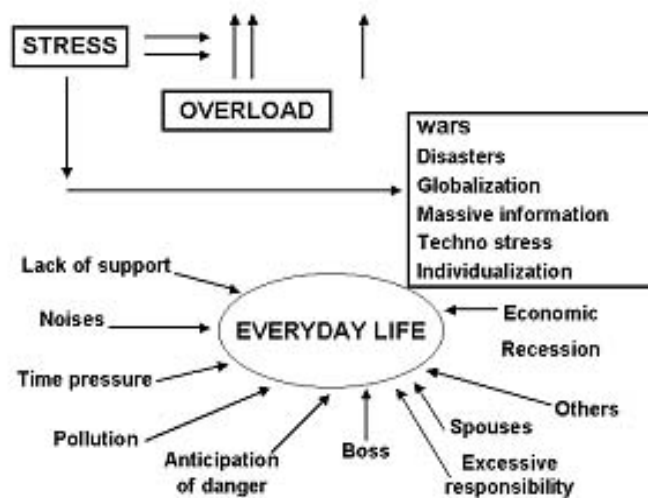 STRESS
OVERLOAD
wars
Disasters
Globalization
Massive information
Techno stress
Individualization
Lack of support
Noises
EVERYDAY LIFE
Economic
Recession
Time pressure
Others
Pollution
Anticipation
of danger
Boss
Spouses
Excessive
responsibility